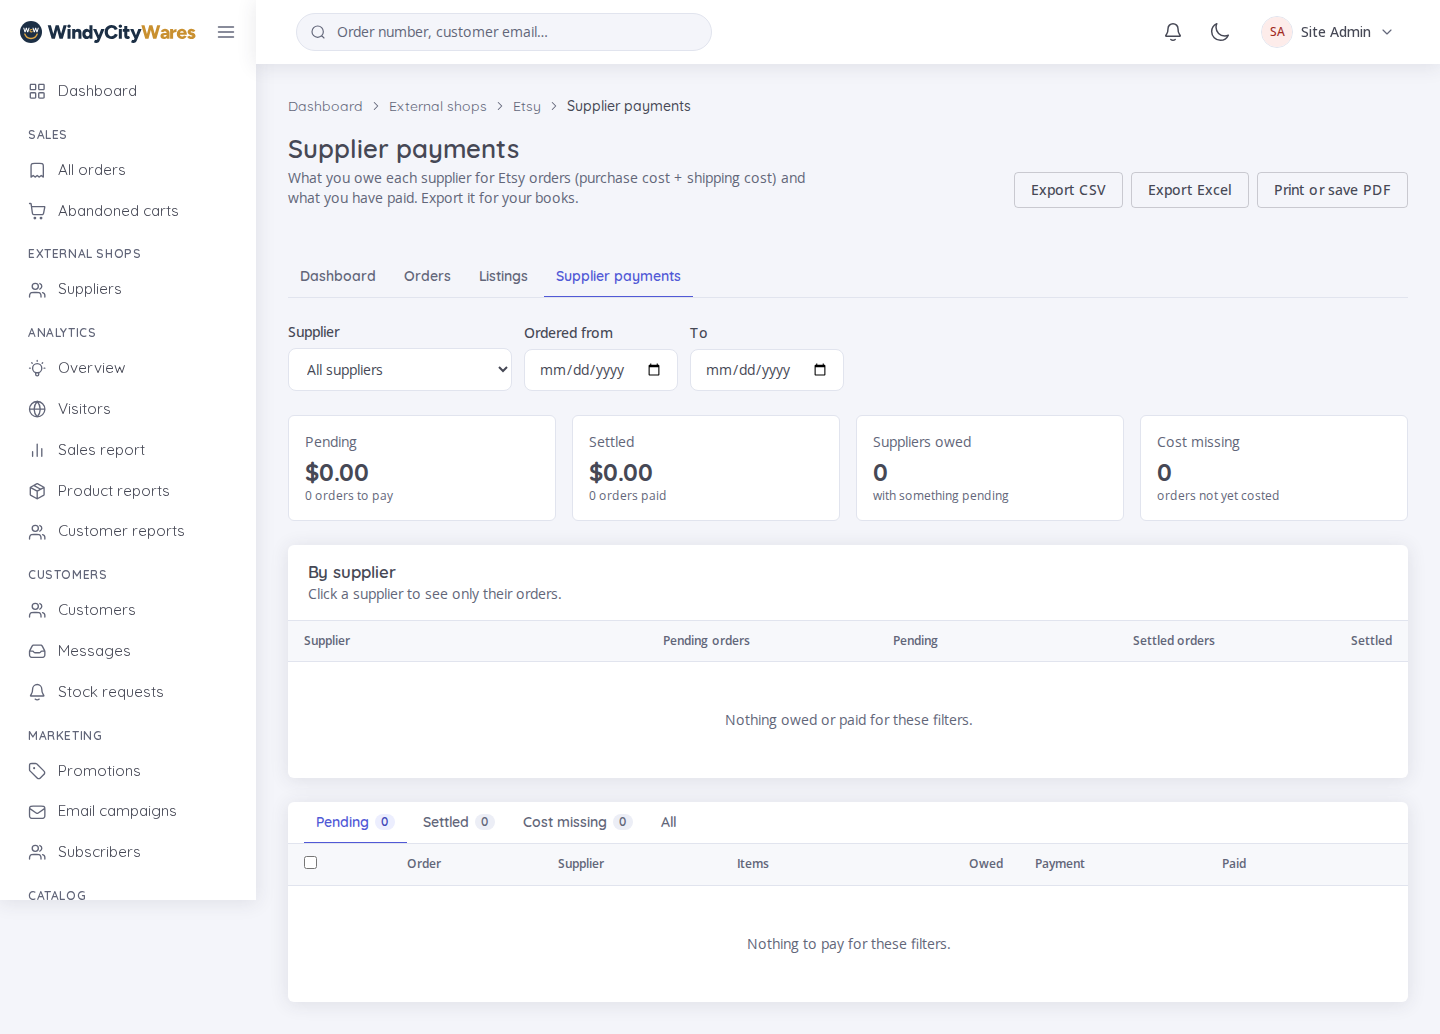 WindyCityWares
Order number, customer email...
SA
Site Admin
Dashboard
SALES
All orders
Abandoned carts
EXTERNAL SHOPS
Suppliers
ANALYTICS
Overview
Visitors
Sales report
Product reports
Customer reports
CUSTOMERS
Customers
Messages
Stock requests
MARKETING
Promotions
Email campaigns
Subscribers
CATALOG
Dashboard > External shops > Etsy > Supplier payments
Supplier payments
What you owe each supplier for Etsy orders (purchase cost + shipping cost) and
what you have paid. Export it for your books.
Export CSV
Export Excel
Print or save PDF
Dashboard Orders Listings Supplier payments
Supplier
Ordered from
To
All suppliers
mm/dd/yyyy
mm/dd/yyyy
Pending
$0.00
0 orders to pay
Settled
$0.00
0 orders paid
Suppliers owed
0
with something pending
Cost missing
0
orders not yet costed
By supplier
Click a supplier to see only their orders.
Supplier Pending orders Pending Settled orders Settled
Nothing owed or paid for these filters.
Pending 0 Settled 0 Cost missing 0 All
Order Supplier Items Owed Payment Paid
Nothing to pay for these filters.